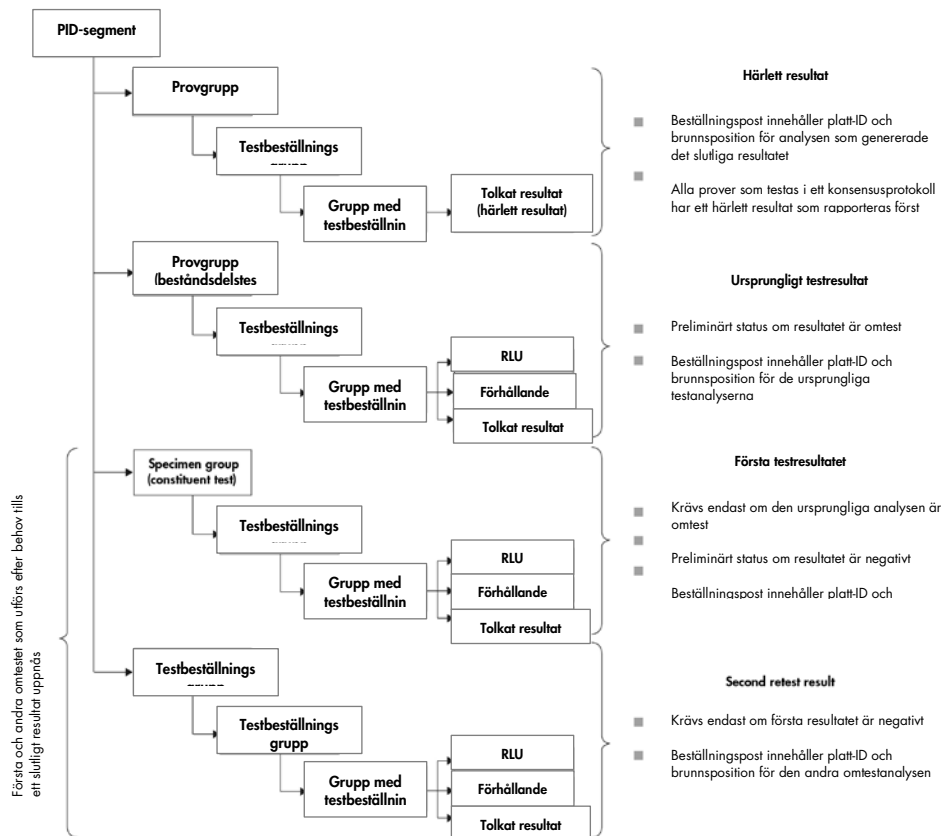 PID-segment
Provgrupp
Testbeställnings
Grupp med
testbeställnin
Tolkat resultat
(härlett resultat)
Härlett resultat
Beställningspost innehåller platt-ID och
brunnsposition för analysen som genererade
det slutliga resultatet
Alla prover som testas i ett konsensusprotokoll
har ett härlett resultat som rapporteras först
Provgrupp
(beståndsdelstes
Testbeställnings
Grupp med
testbeställnin
RLU
Förhållande
Tolkat resultat
Ursprungligt testresultat
Preliminärt status om resultatet är omtest
Beställningspost innehåller platt-ID och
brunnsposition för de ursprungliga
testanalyserna
Första och andra omtestet som utförs efter behov tills
ett slutligt resultat uppnås
Specimen group
(constituent test)
Testbeställnings
Grupp med
testbeställnin
RLU
Förhållande
Tolkat resultat
Första testresultatet
Krävs endast om den ursprungliga analysen är
omtest
Preliminärt status om resultatet är negativt
Beställningspost innehåller platt-ID och
Testbeställnings
Testbeställnings
grupp
Grupp med
testbeställnin
RLU
Förhållande
Tolkat resultat
Second retest result
Krävs endast om första resultatet är negativt
Beställningspost innehåller platt-ID och
brunnsposition för den andra omtestanalysen